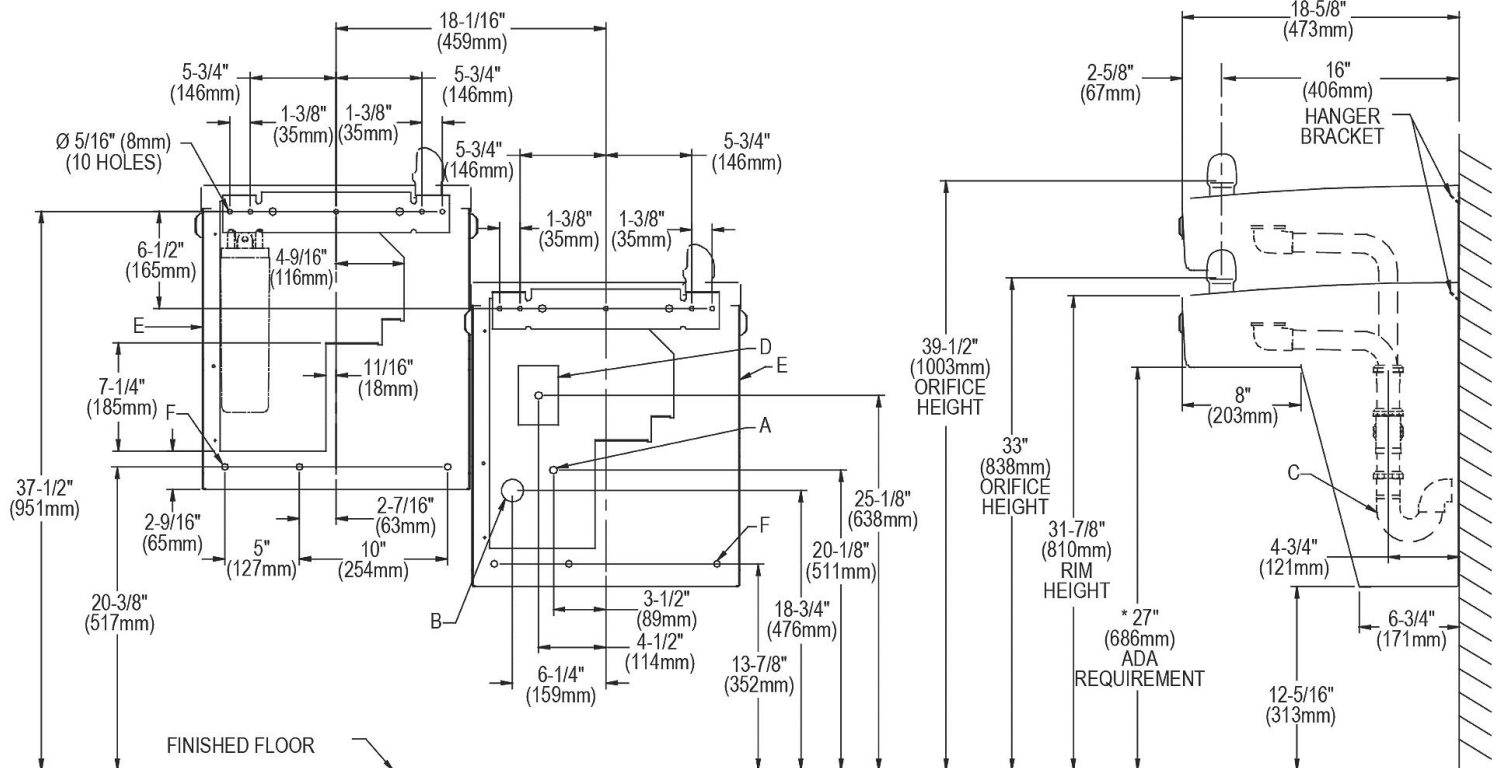 18-1/16"
(459mm)
5-3/4"
(146mm)
5-3/4"
(146mm)
1-3/8"
(35mm)
1-3/8"
(35mm)
Ø 5/16" (8mm)
(10 HOLES)
5-3/4"
(146mm)
5-3/4"
(146mm)
1-3/8"
(35mm)
1-3/8"
(35mm)
6-1/2"
(165mm)
4-9/16"
(116mm)
E
11/16"
(18mm)
7-1/4"
(185mm)
F
D
E
A
37-1/2"
(951mm)
2-9/16"
(65mm)
2-7/16"
(63mm)
5"
(127mm)
10"
(254mm)
20-3/8"
(517mm)
B
F
25-1/8"
(638mm)
20-1/8"
(511mm)
3-1/2"
(89mm)
18-3/4"
(476mm)
4-1/2"
(114mm)
6-1/4"
(159mm)
13-7/8"
(352mm)
FINISHED FLOOR
18-5/8"
(473mm)
2-5/8"
(67mm)
16"
(406mm)
HANGER
BRACKET
39-1/2"
(1003mm)
ORIFICE
HEIGHT
8"
(203mm)
33"
(838mm)
ORIFICE
HEIGHT
C
31-7/8"
(810mm)
RIM
HEIGHT
4-3/4"
(121mm)
* 27"
(686mm)
ADA
REQUIREMENT
6-3/4"
(171mm)
12-5/16"
(313mm)